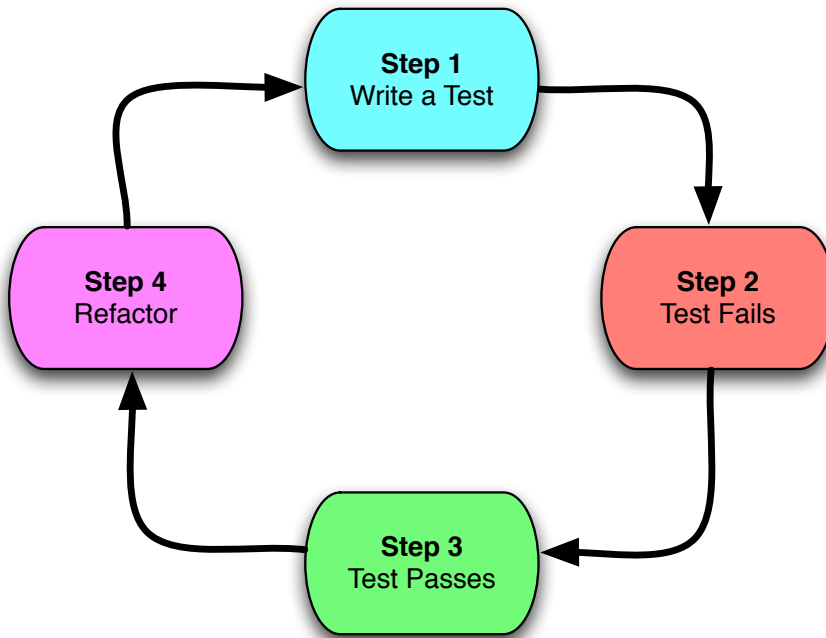 Step 1
Write a Test
Step 2
Test Fails
Step 3
Test Passes
Step 4
Refactor